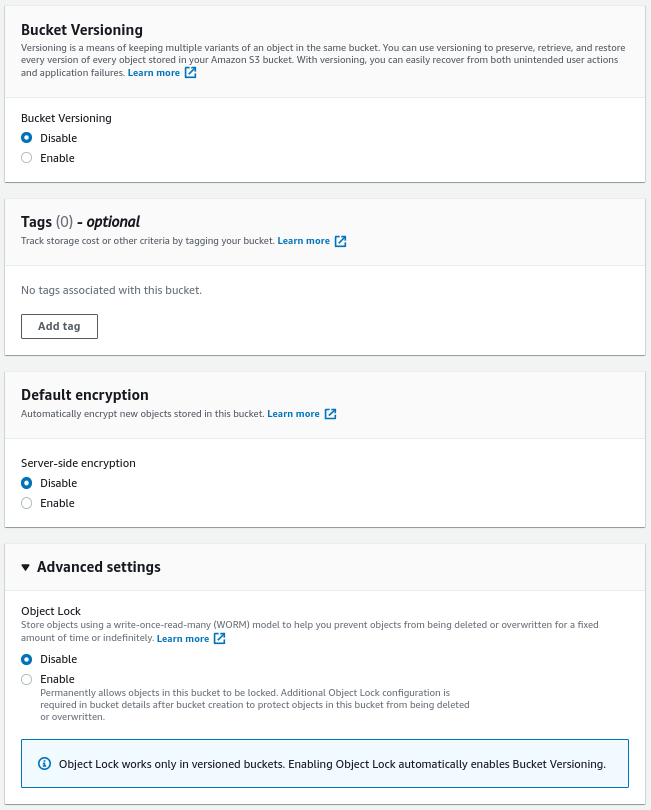 Bucket Versioning
Versioning is a means of keeping multiple variants of an object in the same bucket. You can use versioning to preserve, retrieve, and restore
every version of every object stored in your Amazon S3 bucket. With versioning, you can easily recover from both unintended user actions
and application failures. Learn more
Bucket Versioning
Disable
Enable
Tags (0) - optional
Track storage cost or other criteria by tagging your bucket. Learn more
No tags associated with this bucket.
Add tag
Default encryption
Automatically encrypt new objects stored in this bucket. Learn more
Server-side encryption
Disable
Enable
Advanced settings
Object Lock
Store objects using a write-once-read-many (WORM) model to help you prevent objects from being deleted or overwritten for a fixed
amount of time or indefinitely. Learn more
Disable
Enable
Permanently allows objects in this bucket to be locked. Additional Object Lock configuration is
required in bucket details after bucket creation to protect objects in this bucket from being deleted
or overwritten.
Object Lock works only in versioned buckets. Enabling Object Lock automatically enables Bucket Versioning.